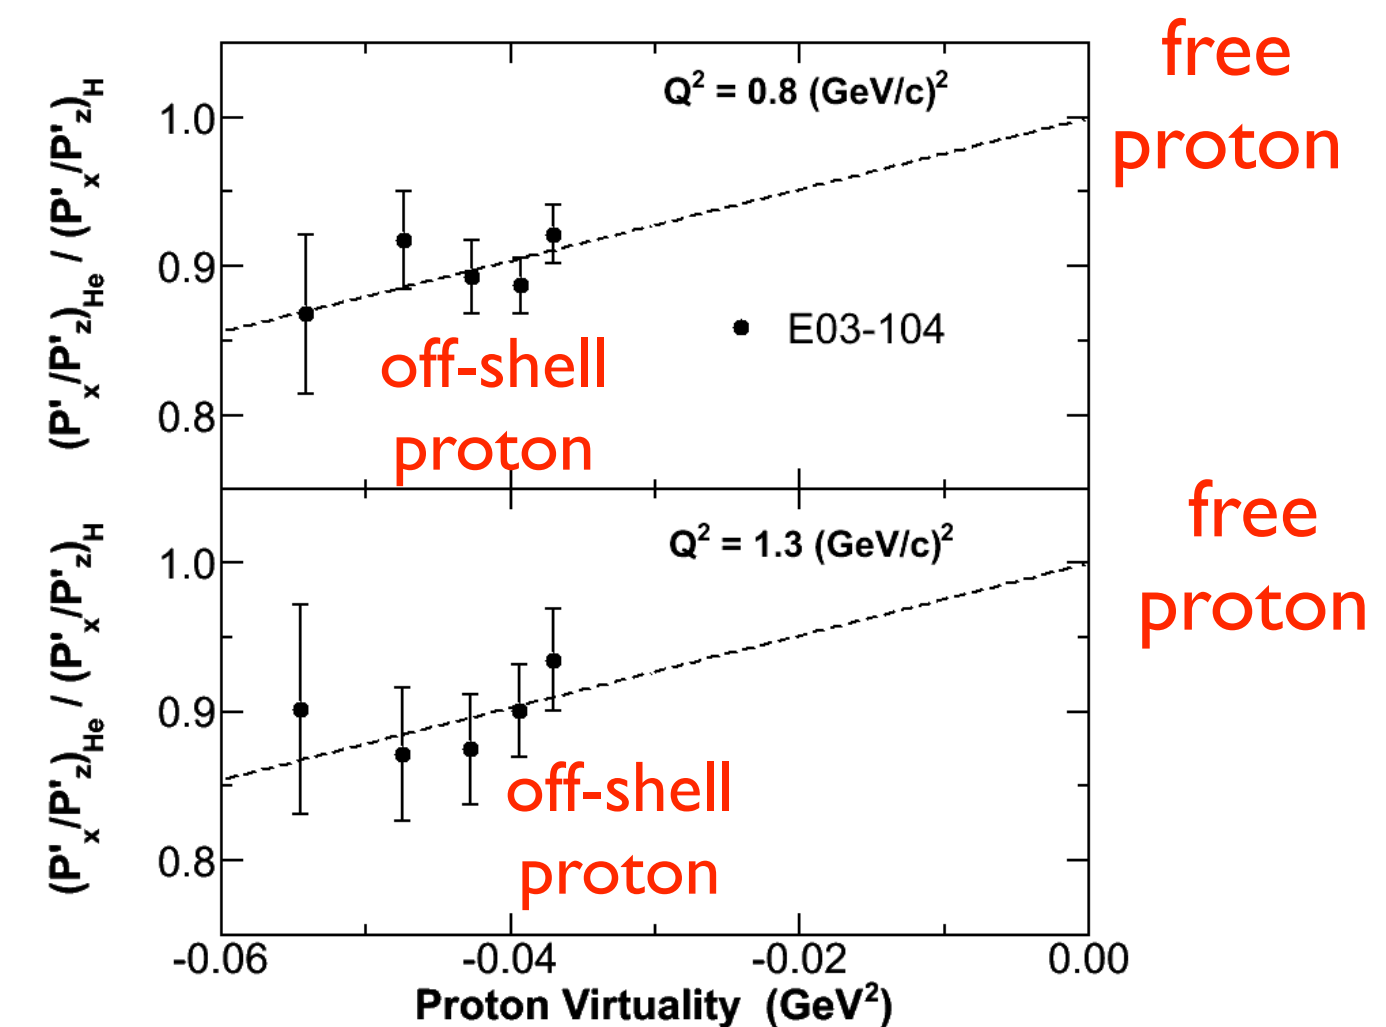 free
proton
Q² = 0.8 (GeV/c)²
(P'x/P'z)He / (P'x/P'z)H
1.0
0.9
0.8
E03-104
off-shell
proton
free
proton
Q² = 1.3 (GeV/c)²
(P'x/P'z)He / (P'x/P'z)H
1.0
0.9
0.8
off-shell
proton
-0.06 -0.04 -0.02 0.00
Proton Virtuality (GeV²)